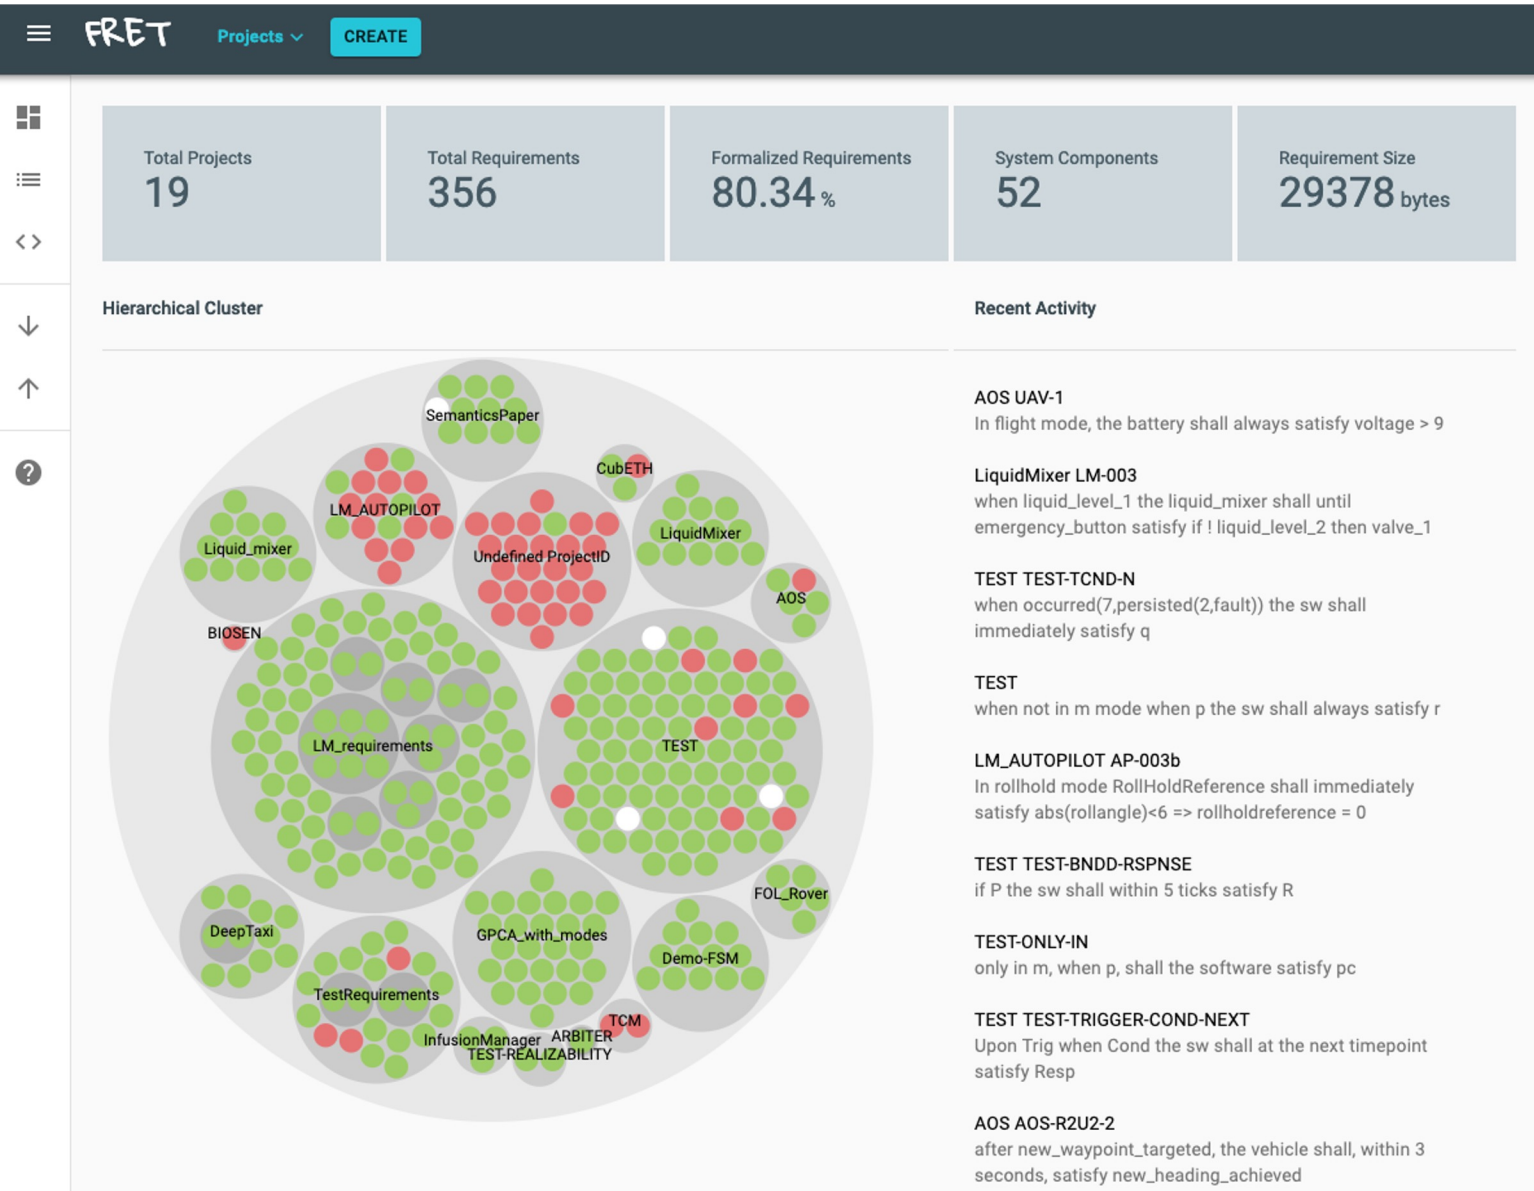 FRET
Projects
CREATE
Total Projects
19
Total Requirements
356
Formalized Requirements
80.34 %
System Components
52
Requirement Size
29378 bytes
Hierarchical Cluster
SemanticsPaper
CubETH
LM_AUTOPILOT
LiquidMixer
Liquid_mixer
Undefined ProjectID
AOS
BIOSEN
LM_requirements
TEST
FOL_Rover
DeepTaxi
GPCA_with_modes
Demo-FSM
TestRequirements
TCM
ARBITER
InfusionManager
TEST-REALIZABILITY
Recent Activity
AOS UAV-1
In flight mode, the battery shall always satisfy voltage > 9
LiquidMixer LM-003
when liquid_level_1 the liquid_mixer shall until
emergency_button satisfy if ! liquid_level_2 then valve_1
TEST TEST-TCND-N
when occurred(7,persisted(2,fault)) the sw shall
immediately satisfy q
TEST
when not in m mode when p the sw shall always satisfy r
LM_AUTOPILOT AP-003b
In rollhold mode RollHoldReference shall immediately
satisfy abs(rollangle)<6 => rollholdreference = 0
TEST TEST-BNDD-RSPNSE
if P the sw shall within 5 ticks satisfy R
TEST-ONLY-IN
only in m, when p, shall the software satisfy pc
TEST TEST-TRIGGER-COND-NEXT
Upon Trig when Cond the sw shall at the next timepoint
satisfy Resp
AOS AOS-R2U2-2
after new_waypoint_targeted, the vehicle shall, within 3
seconds, satisfy new_heading_achieved